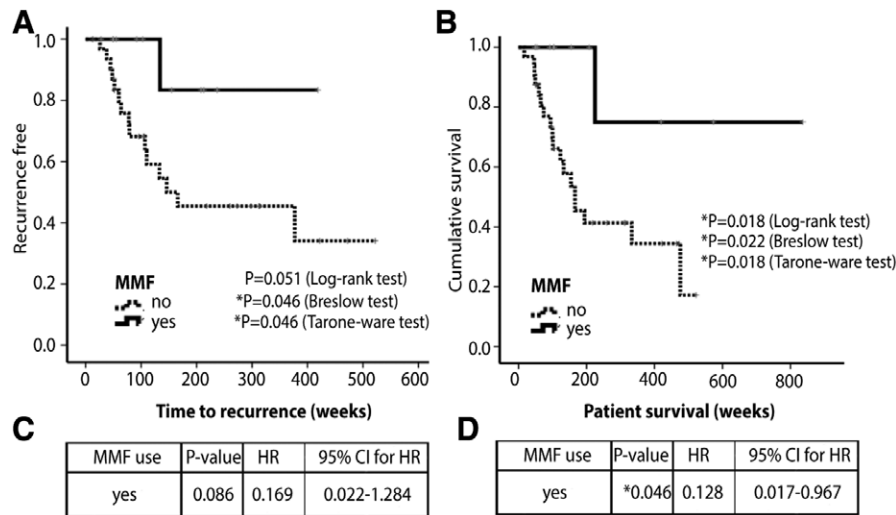 A
Recurrence free
1.0
0.8
0.6
0.4
0.2
0.0
MMF
no
yes
P=0.051 (Log-rank test)
*P=0.046 (Breslow test)
*P=0.046 (Tarone-ware test)
0 100 200 300 400 500 600
Time to recurrence (weeks)
B
Cumulative survival
1.0
0.8
0.6
0.4
0.2
0.0
*P=0.018 (Log-rank test)
*P=0.022 (Breslow test)
*P=0.018 (Tarone-ware test)
MMF
no
yes
0 200 400 600 800
Patient survival (weeks)
C
MMF use P-value HR 95% CI for HR
yes 0.086 0.169 0.022-1.284
D
MMF use P-value HR 95% CI for HR
yes *0.046 0.128 0.017-0.967